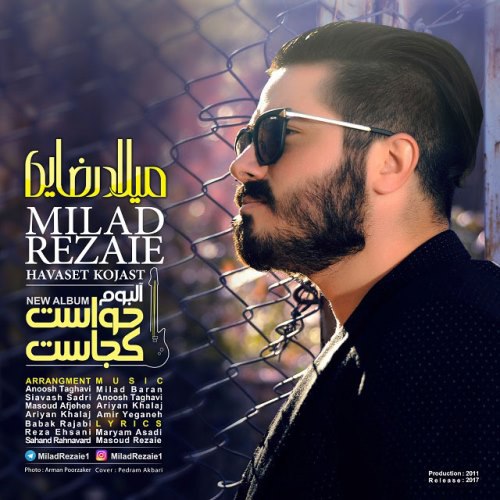 میلاد رضایی
MILAD
REZAIE
HAVASET KOJAST
NEW ALBUM آلبوم
حواست
کجاست
ARRANGMENT MUSIC
Anoosh Taghavi Milad Baran
Siavash Sadri Anoosh Taghavi
Masoud Afjehee Ariyan Khalaj
Ariyan Khalaj Amir Yeganeh
Babak Rajabi LYRICS
Reza Ehsani Maryam Asadi
Sahand Rahnavard Masoud Rezaie
MiladRezaie1 MiladRezaie1
Photo : Arman Poorzaker Cover : Pedram Akbari
Production : 2011
Release : 2017